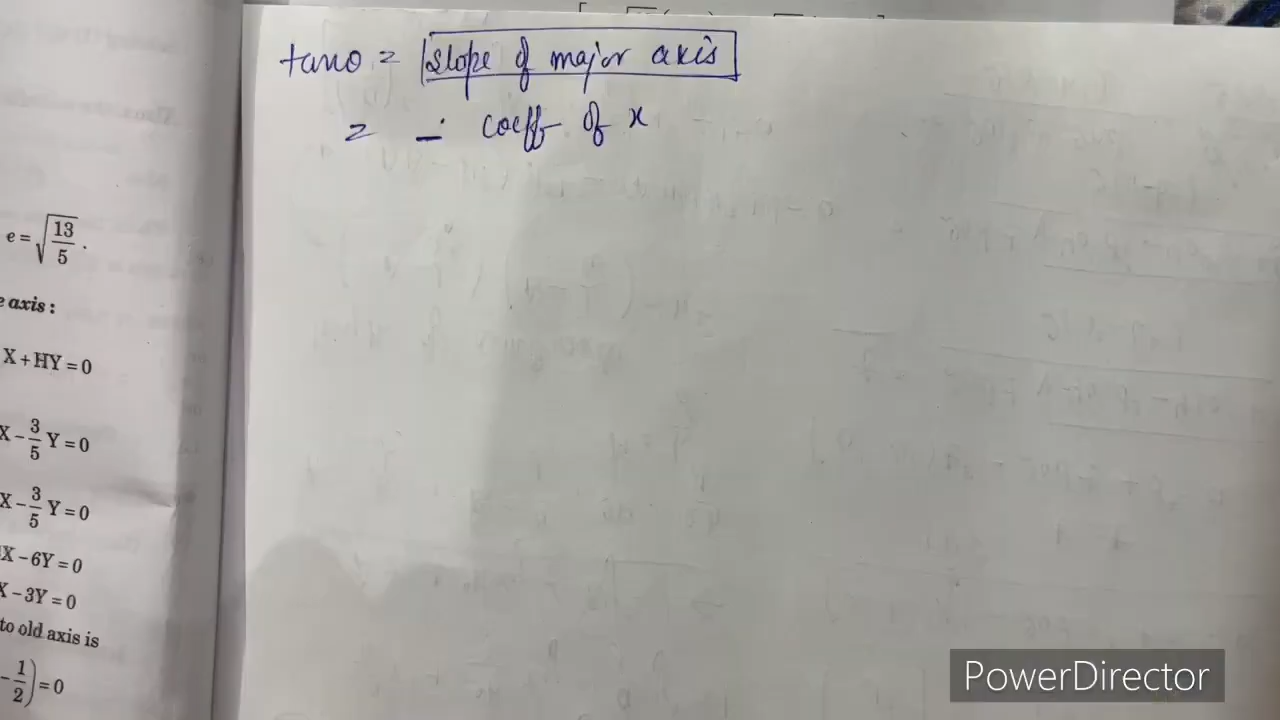 tanθ = slope of major axis
= - coeff of x
e = √13/5 .
e axis :
X + HY = 0
X - 3/5 Y = 0
X - 3/5 Y = 0
X - 6Y = 0
X - 3Y = 0
to old axis is
- 1/2) = 0
PowerDirector